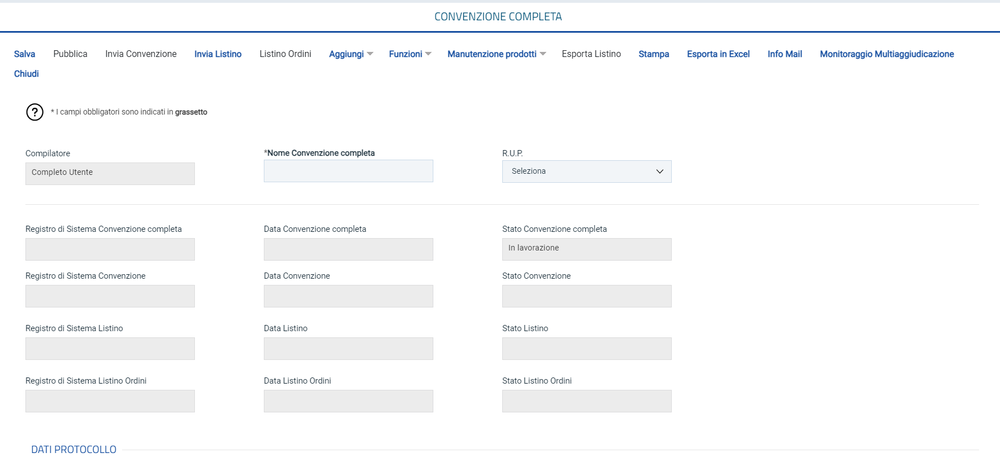 CONVENZIONE COMPLETA
Salva Pubblica Invia Convenzione Invia Listino Listino Ordini Aggiungi Funzioni Manutenzione prodotti Esporta Listino Stampa Esporta in Excel Info Mail Monitoraggio Multiaggiudicazione
Chiudi
? * I campi obbligatori sono indicati in grassetto
Compilatore *Nome Convenzione completa R.U.P.
Completo Utente Seleziona
Registro di Sistema Convenzione completa Data Convenzione completa Stato Convenzione completa
In lavorazione
Registro di Sistema Convenzione Data Convenzione Stato Convenzione
Registro di Sistema Listino Data Listino Stato Listino
Registro di Sistema Listino Ordini Data Listino Ordini Stato Listino Ordini
DATI PROTOCOLLO